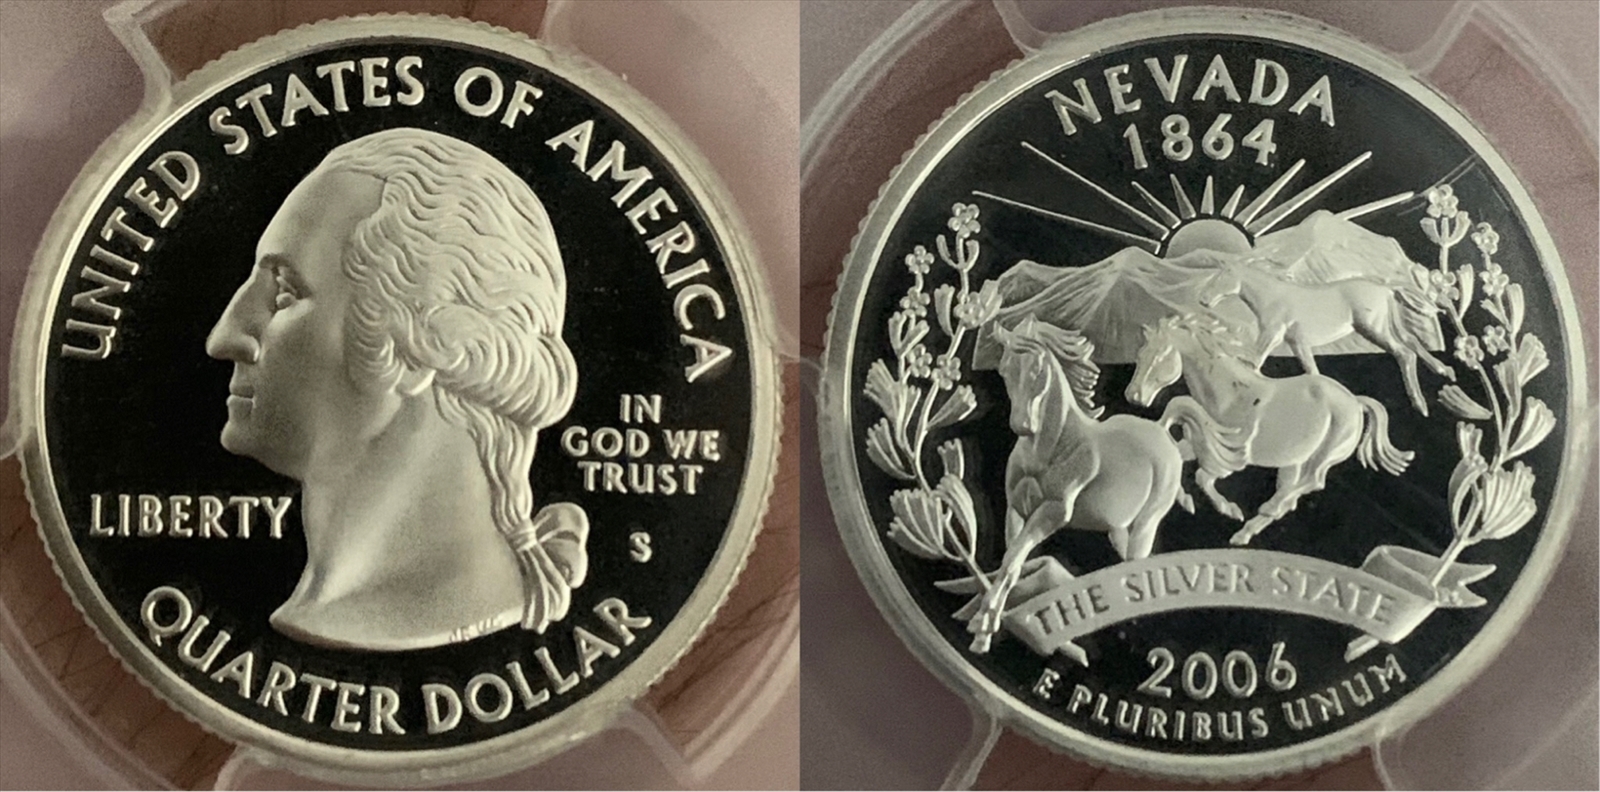 UNITED STATES OF AMERICA
LIBERTY
IN
GOD WE
TRUST
S
QUARTER DOLLAR
NEVADA
1864
THE SILVER STATE
2006
E PLURIBUS UNUM